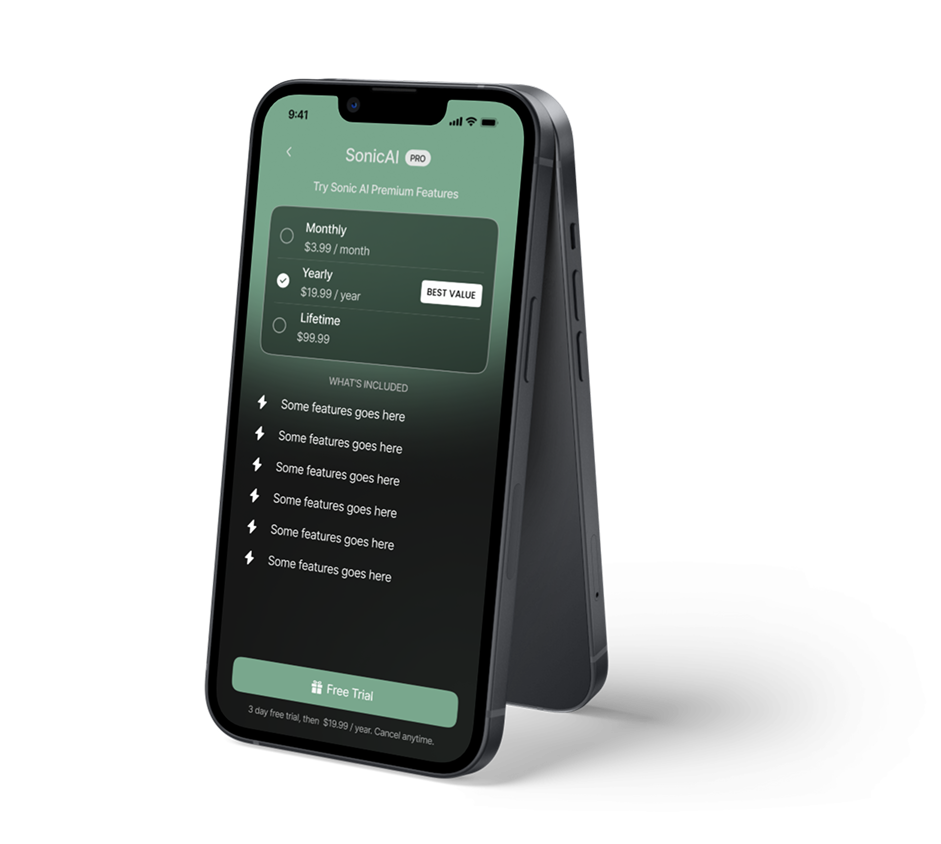 9:41
SonicAI PRO
Try Sonic AI Premium Features
Monthly
$3.99 / month
Yearly
$19.99 / year
BEST VALUE
Lifetime
$99.99
WHAT'S INCLUDED
Some features goes here
Some features goes here
Some features goes here
Some features goes here
Some features goes here
Some features goes here
Free Trial
3 day free trial, then $19.99 / year. Cancel anytime.